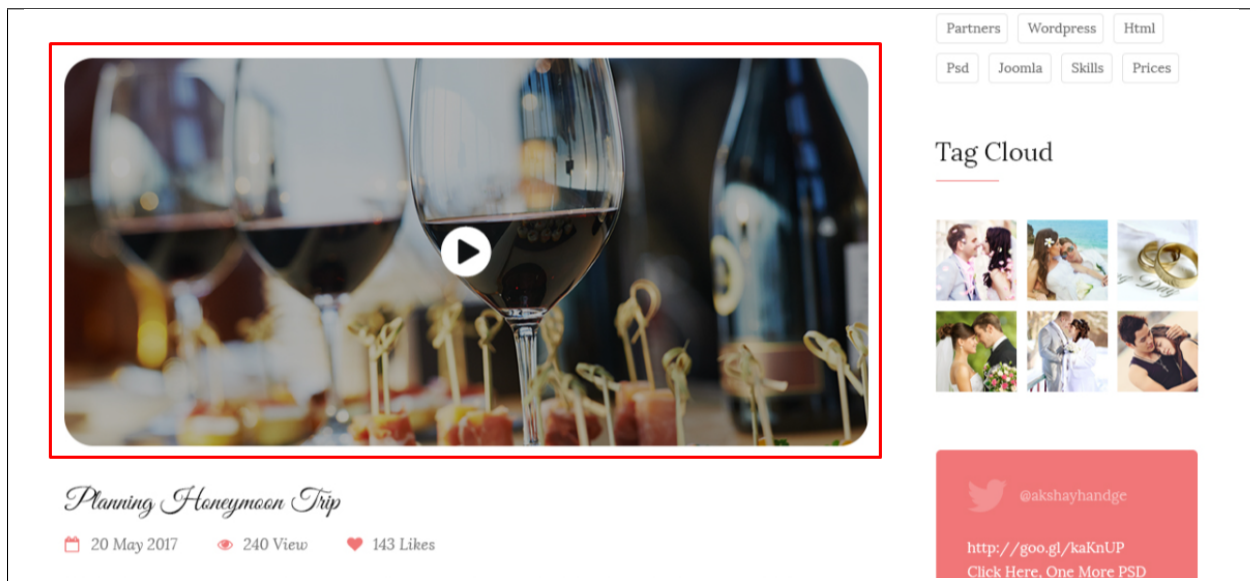 Partners Wordpress Html
Psd Joomla Skills Prices
Tag Cloud
Planning Honeymoon Trip
20 May 2017 240 View 143 Likes
@akshayhandge
http://goo.gl/kaKnUP
Click Here, One More PSD